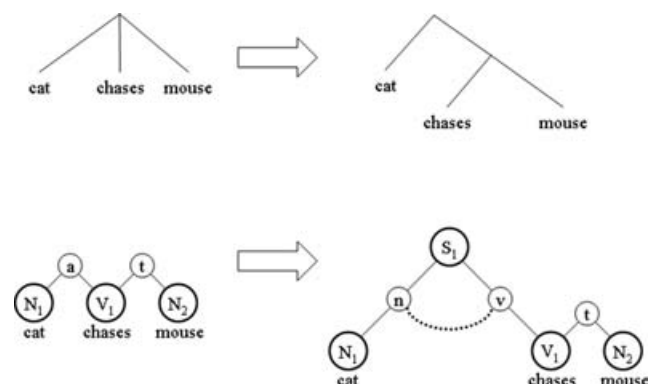 cat chases mouse
cat
chases mouse
S₁
a t
n v
t
N₁ V₁ N₂
cat chases mouse
N₁ V₁ N₂
cat chases mouse